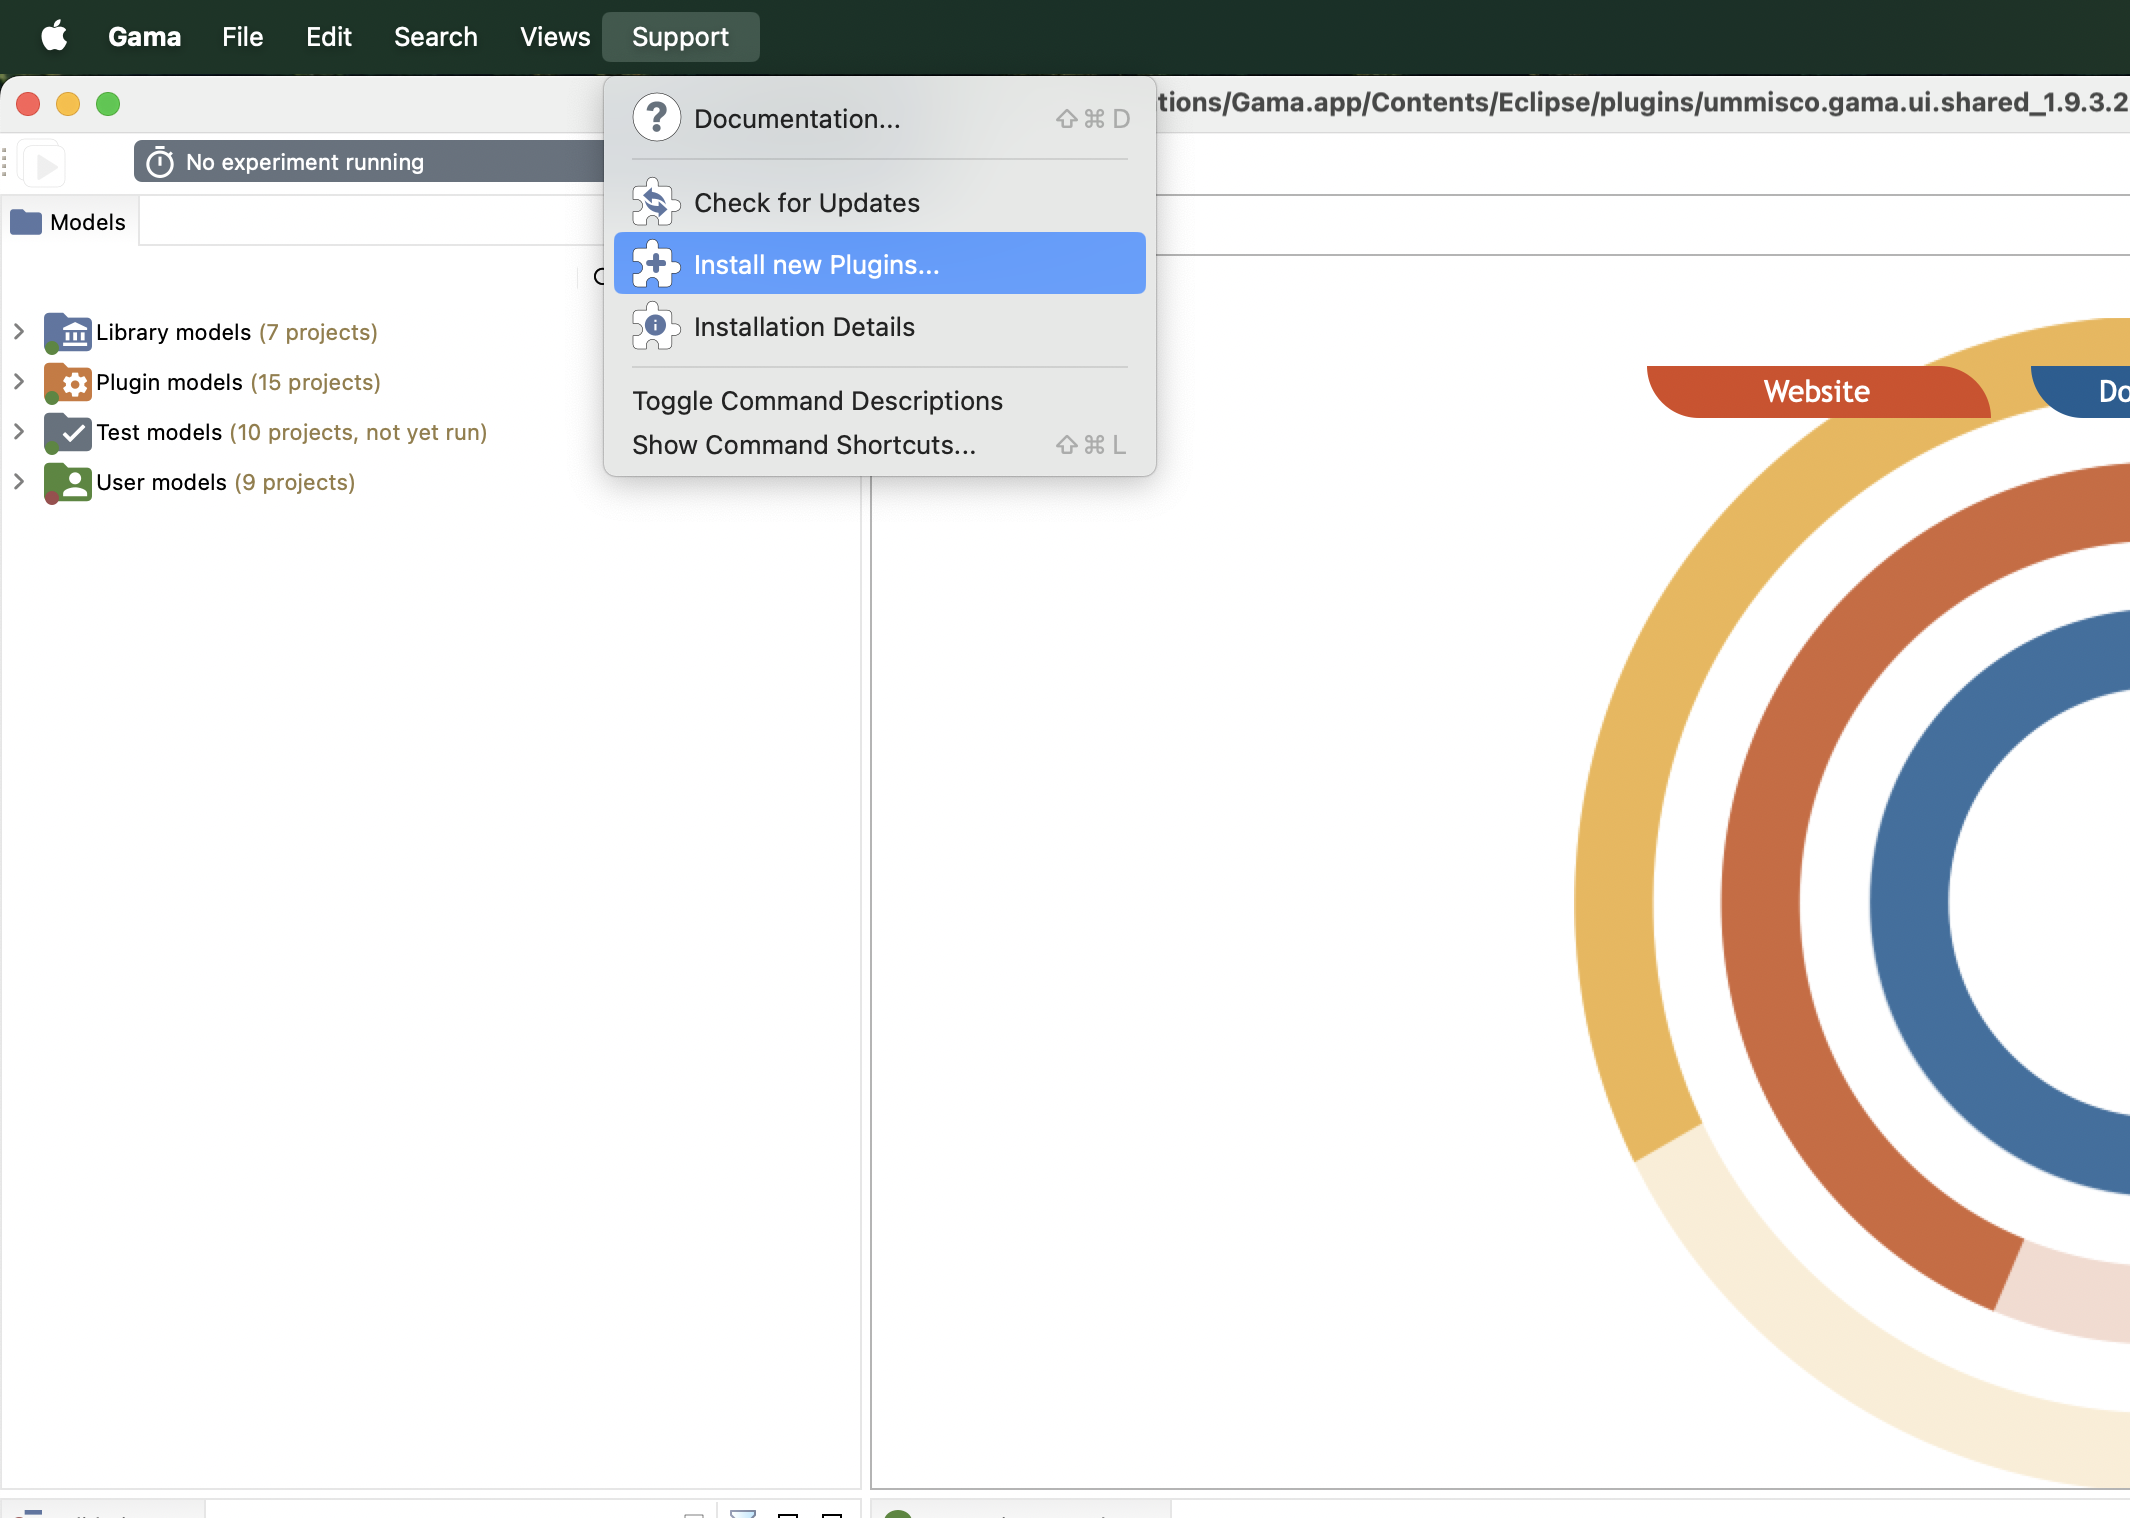 Gama File Edit Search Views Support
tions/Gama.app/Contents/Eclipse/plugins/ummisco.gama.ui.shared_1.9.3.2
Documentation... ⇧⌘D
No experiment running
Check for Updates
Models
Install new Plugins...
Installation Details
Library models (7 projects)
Plugin models (15 projects)
Website
Toggle Command Descriptions
Test models (10 projects, not yet run)
Show Command Shortcuts... ⇧⌘L
User models (9 projects)